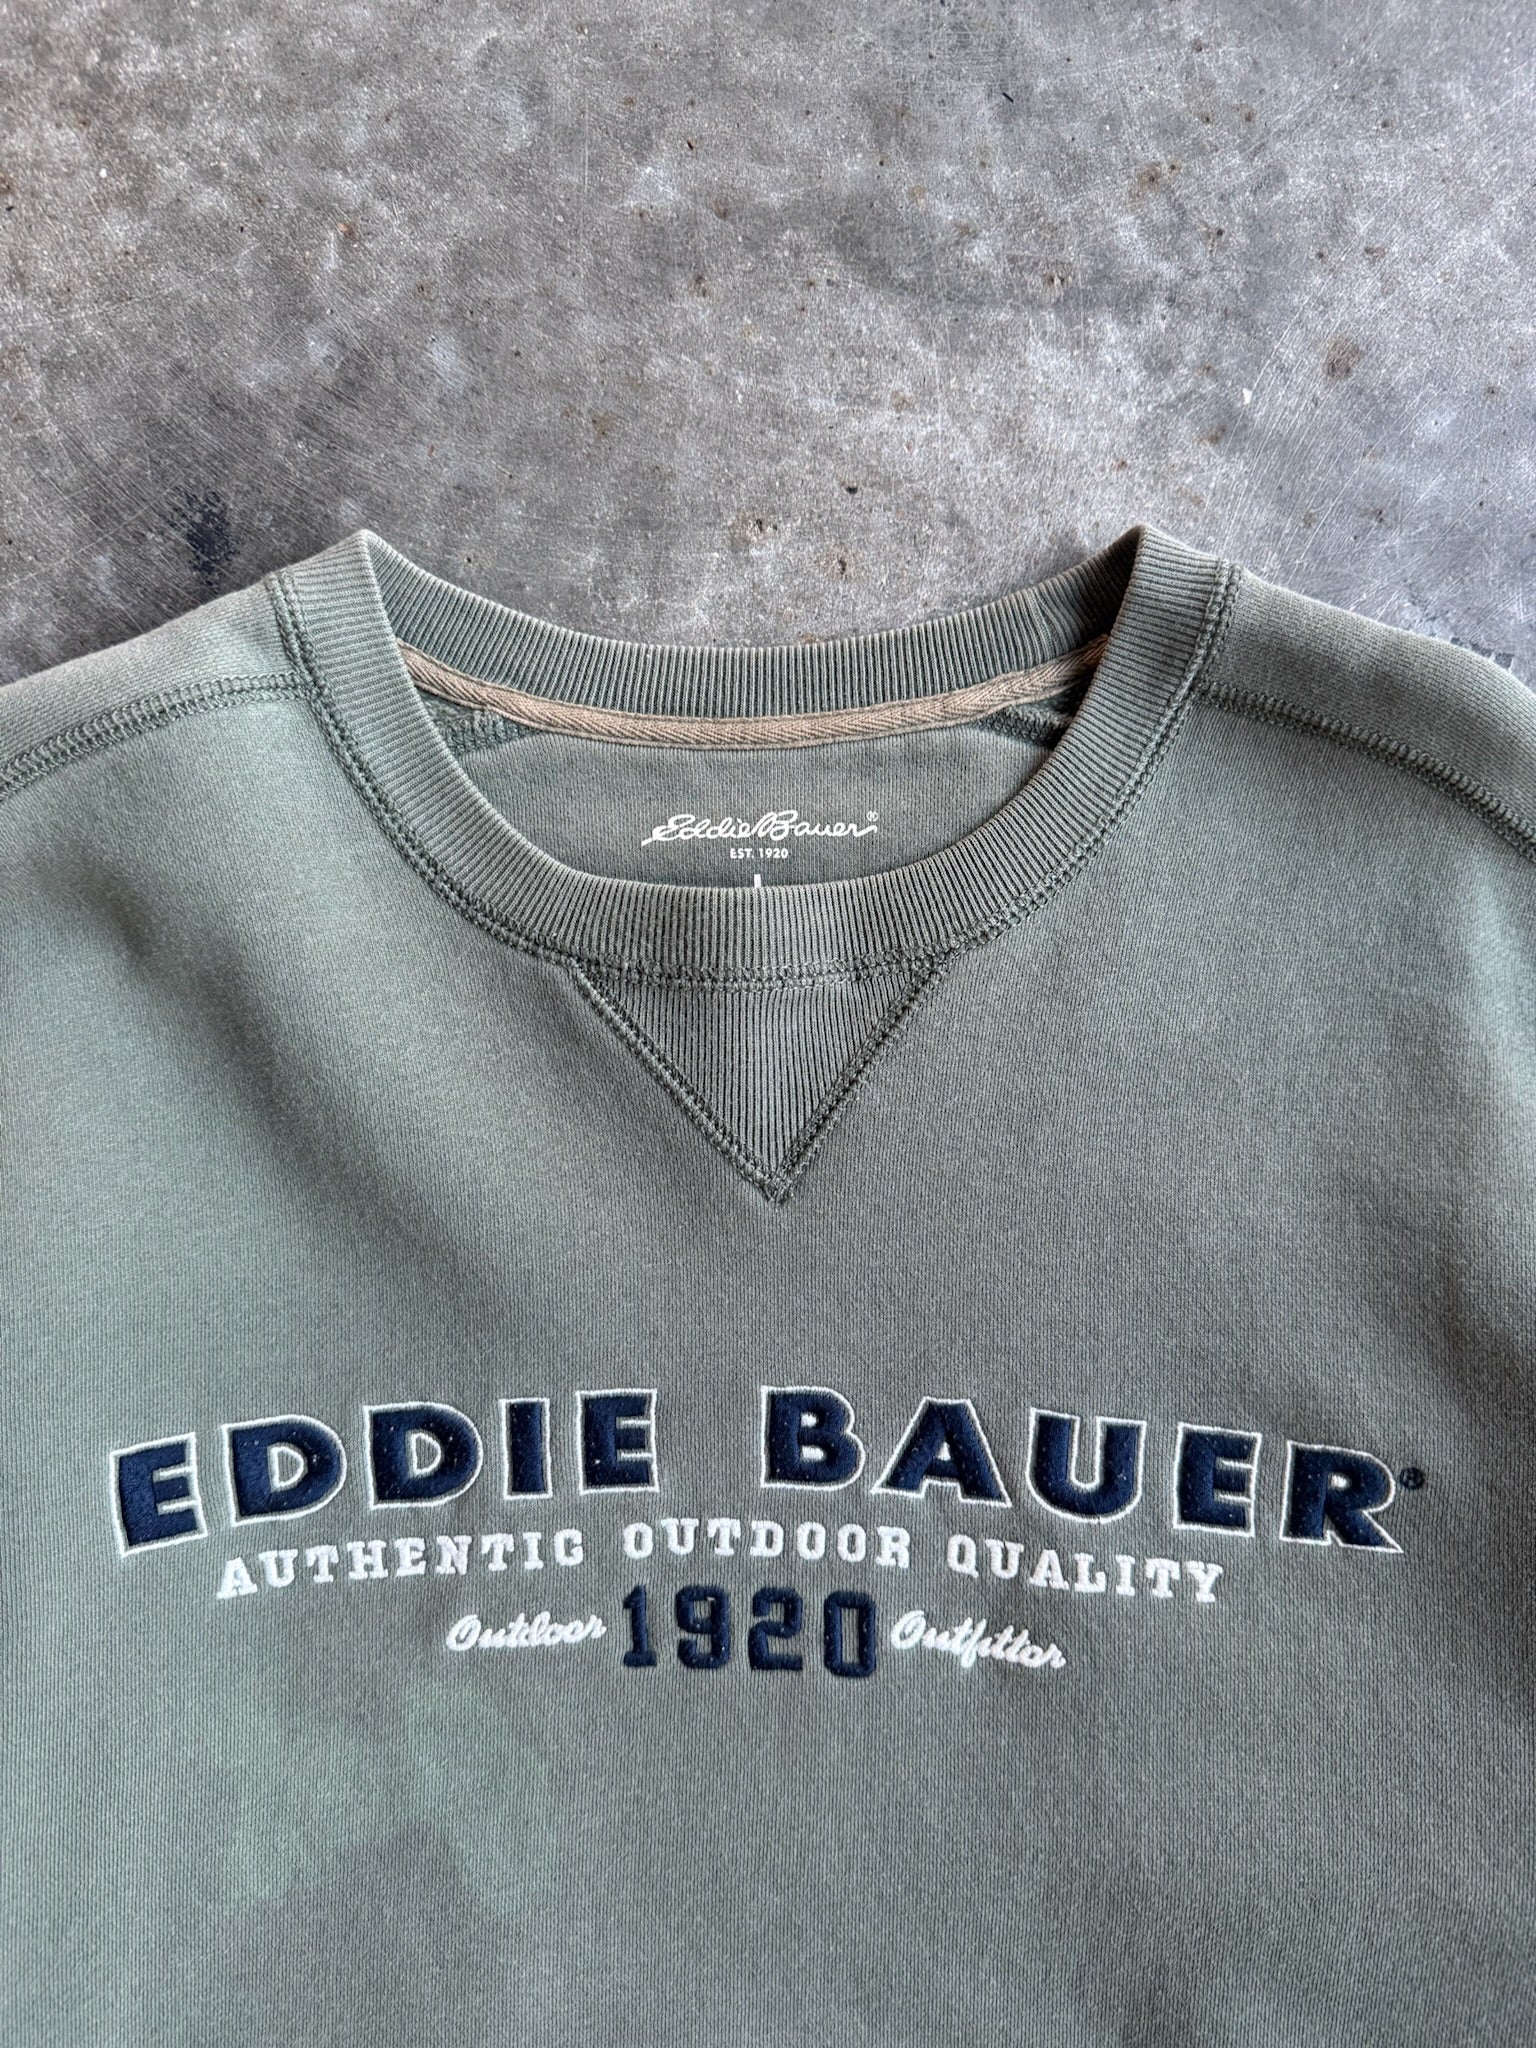 Eddie Bauer®
EST. 1920
EDDIE BAUER®
AUTHENTIC OUTDOOR QUALITY
Outdoor 1920 Outfitter